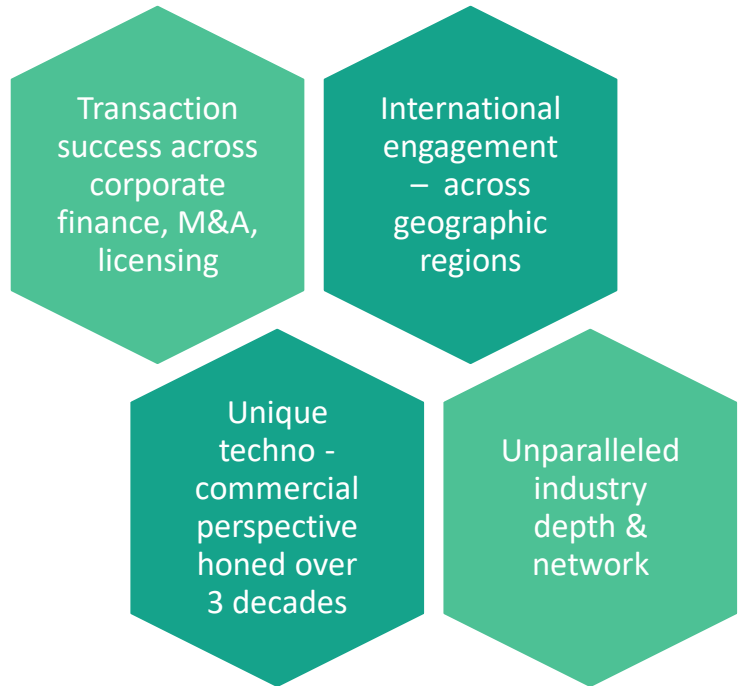 Transaction
success across
corporate
finance, M&A,
licensing
International
engagement
– across
geographic
regions
Unique
techno -
commercial
perspective
honed over
3 decades
Unparalleled
industry
depth &
network